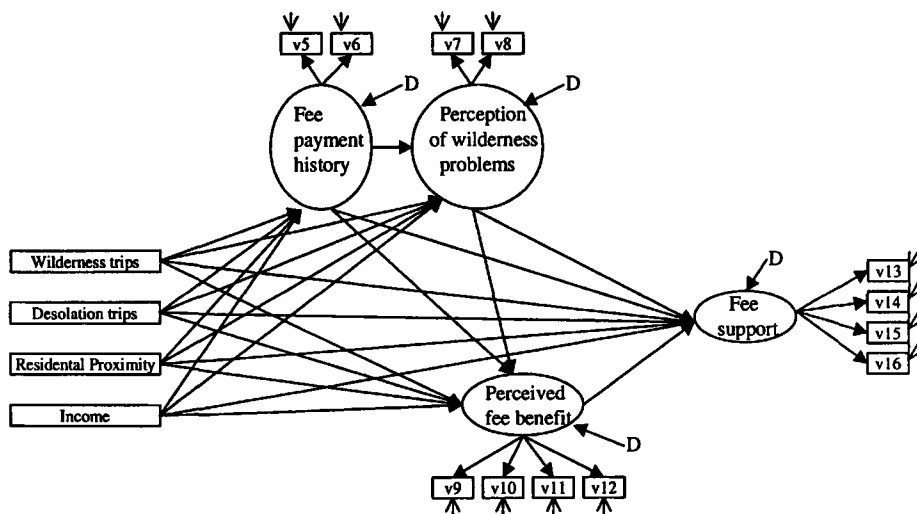 v5 v6 v7 v8
D D
Fee
payment
history
Perception
of wilderness
problems
Wilderness trips
Desolation trips
Residental Proximity
Income
D
Fee
support
v13
v14
v15
v16
Perceived
fee benefit
D
v9 v10 v11 v12